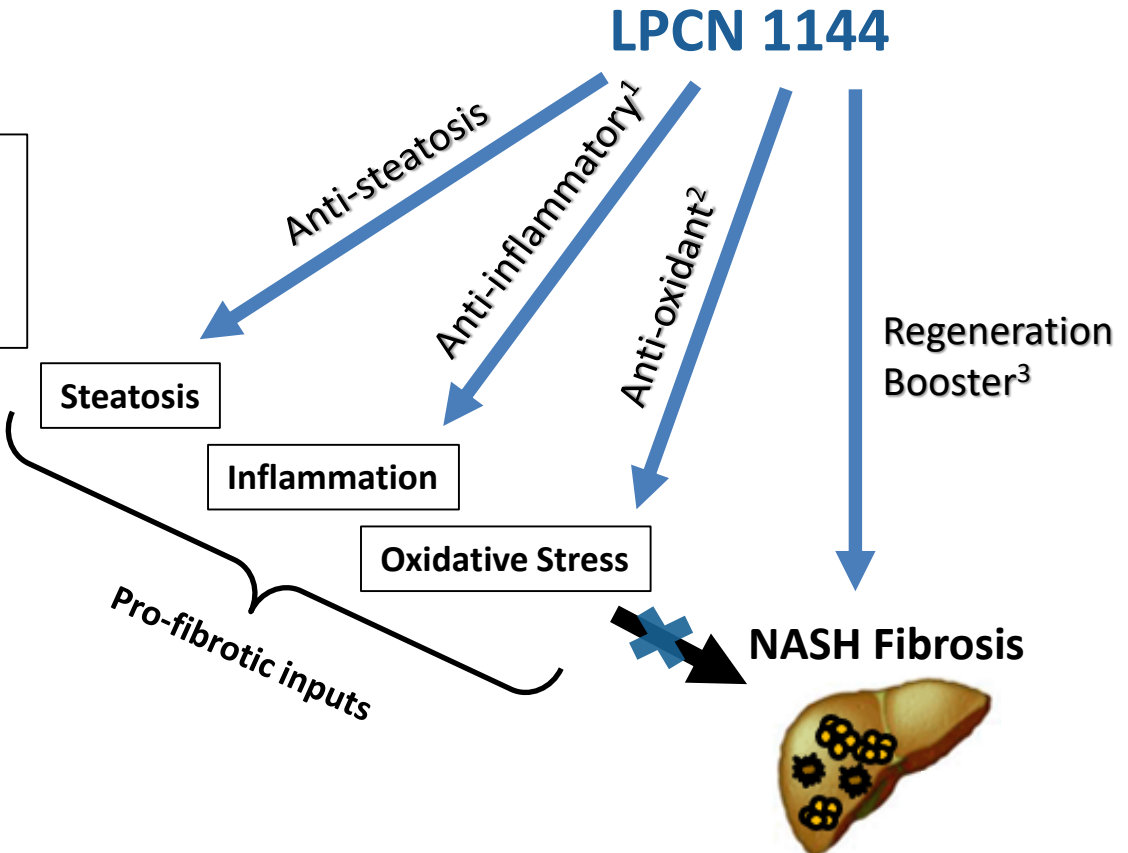 LPCN 1144
Anti-steatosis
Anti-inflammatory¹
Anti-oxidant²
Regeneration
Booster³
Steatosis
Inflammation
Oxidative Stress
Pro-fibrotic inputs
NASH Fibrosis